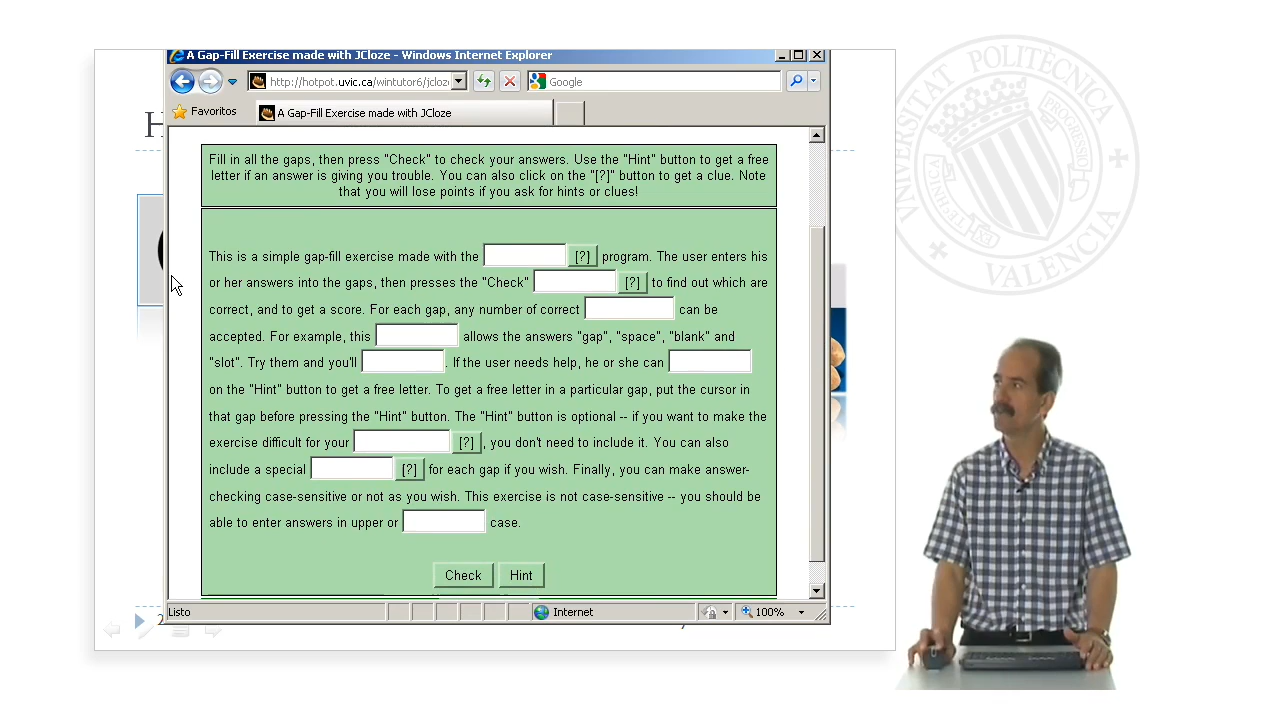 A Gap-Fill Exercise made with JCloze - Windows Internet Explorer
http://hotpot.uvic.ca/wintutor6/jcloz
Google
Favoritos
A Gap-Fill Exercise made with JCloze
H
Fill in all the gaps, then press "Check" to check your answers. Use the "Hint" button to get a free
letter if an answer is giving you trouble. You can also click on the "[?]" button to get a clue. Note
that you will lose points if you ask for hints or clues!
This is a simple gap-fill exercise made with the [?] program. The user enters his
or her answers into the gaps, then presses the "Check" [?] to find out which are
correct, and to get a score. For each gap, any number of correct can be
accepted. For example, this allows the answers "gap", "space", "blank" and
"slot". Try them and you'll . If the user needs help, he or she can
on the "Hint" button to get a free letter. To get a free letter in a particular gap, put the cursor in
that gap before pressing the "Hint" button. The "Hint" button is optional -- if you want to make the
exercise difficult for your [?] , you don't need to include it. You can also
include a special [?] for each gap if you wish. Finally, you can make answer-
checking case-sensitive or not as you wish. This exercise is not case-sensitive -- you should be
able to enter answers in upper or case.
Check Hint
Listo
Internet
100%
2
UNIVERSITAT POLITÈCNICA
VALÈNCIA